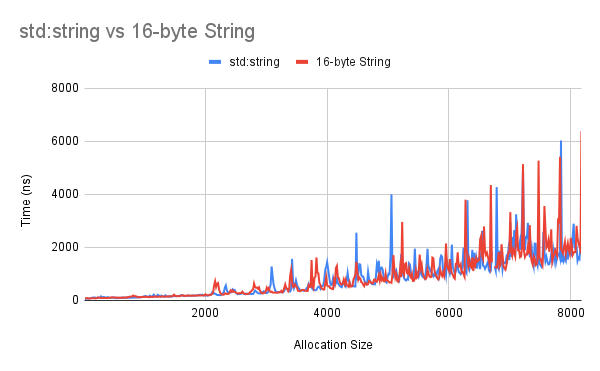 std:string vs 16-byte String
std:string
16-byte String
8000
6000
4000
2000
0
Time (ns)
2000
4000
6000
8000
Allocation Size